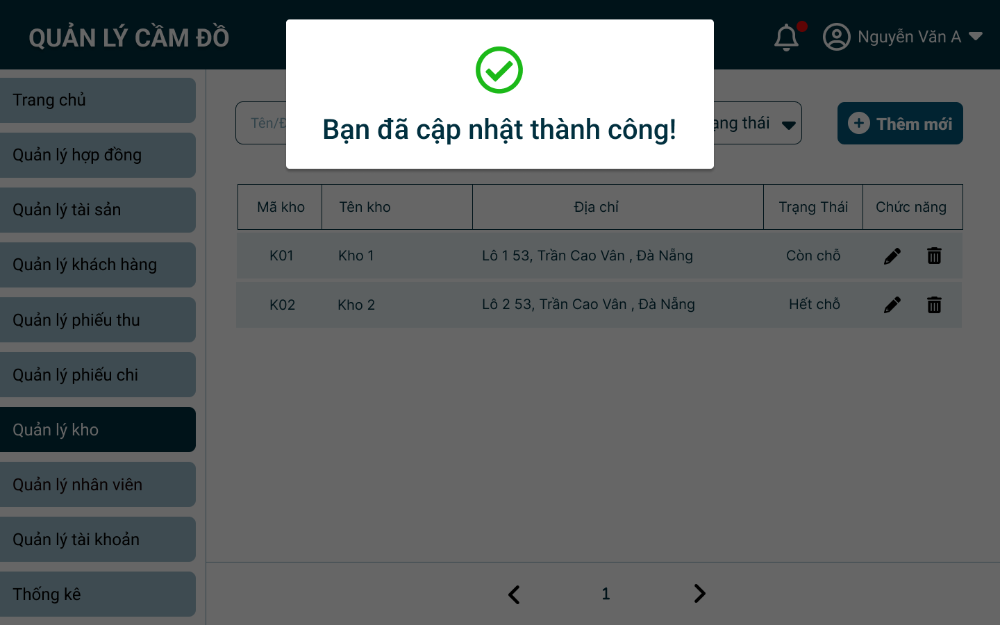 QUẢN LÝ CẦM ĐỒ
Nguyễn Văn A
Bạn đã cập nhật thành công!
Trang chủ
Quản lý hợp đồng
Quản lý tài sản
Quản lý khách hàng
Quản lý phiếu thu
Quản lý phiếu chi
Quản lý kho
Quản lý nhân viên
Quản lý tài khoản
Thống kê
Tên/Đ
ạng thái
Thêm mới
Mã kho Tên kho Địa chỉ Trạng Thái Chức năng
K01 Kho 1 Lô 1 53, Trần Cao Vân , Đà Nẵng Còn chỗ
K02 Kho 2 Lô 2 53, Trần Cao Vân , Đà Nẵng Hết chỗ
1